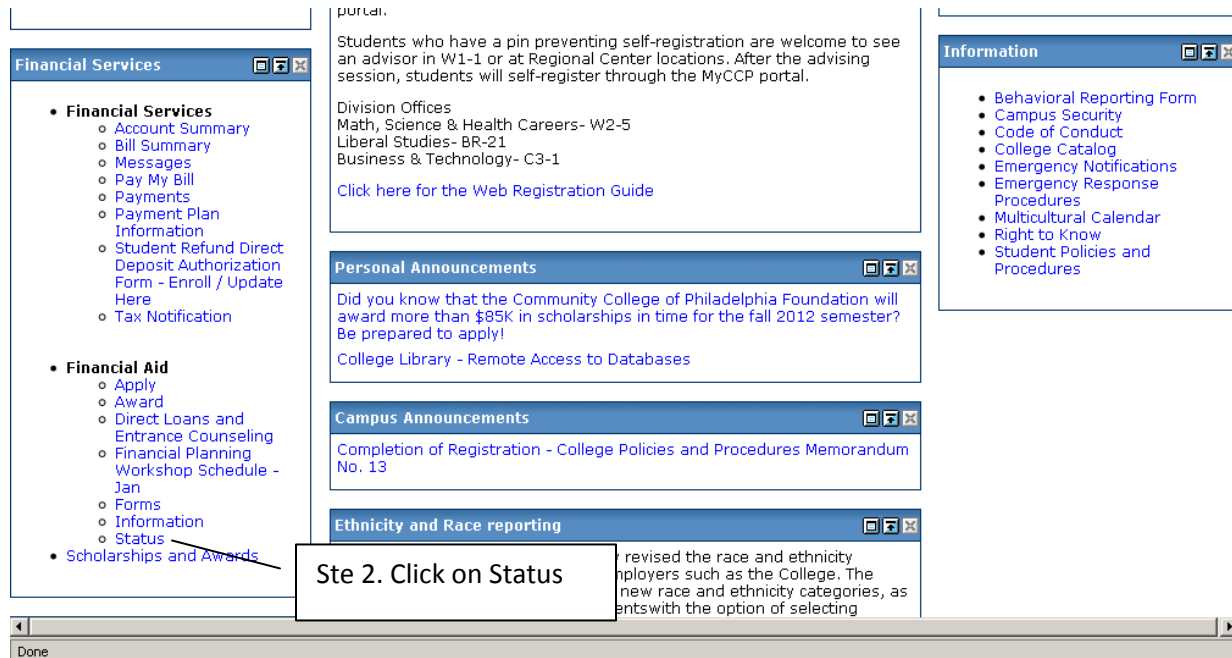 portal.
Students who have a pin preventing self-registration are welcome to see
an advisor in W1-1 or at Regional Center locations. After the advising
session, students will self-register through the MyCCP portal.
Division Offices
Math, Science & Health Careers- W2-5
Liberal Studies- BR-21
Business & Technology- C3-1
Click here for the Web Registration Guide
Financial Services
Financial Services
Account Summary
Bill Summary
Messages
Pay My Bill
Payments
Payment Plan
Information
Student Refund Direct
Deposit Authorization
Form - Enroll / Update
Here
Tax Notification
Financial Aid
Apply
Award
Direct Loans and
Entrance Counseling
Financial Planning
Workshop Schedule -
Jan
Forms
Information
Status
Scholarships and Awards
Personal Announcements
Did you know that the Community College of Philadelphia Foundation will
award more than $85K in scholarships in time for the fall 2012 semester?
Be prepared to apply!
College Library - Remote Access to Databases
Campus Announcements
Completion of Registration - College Policies and Procedures Memorandum
No. 13
Ethnicity and Race reporting
revised the race and ethnicity
mployers such as the College. The
new race and ethnicity categories, as
entswith the option of selecting
Ste 2. Click on Status
Information
Behavioral Reporting Form
Campus Security
Code of Conduct
College Catalog
Emergency Notifications
Emergency Response
Procedures
Multicultural Calendar
Right to Know
Student Policies and
Procedures
Done